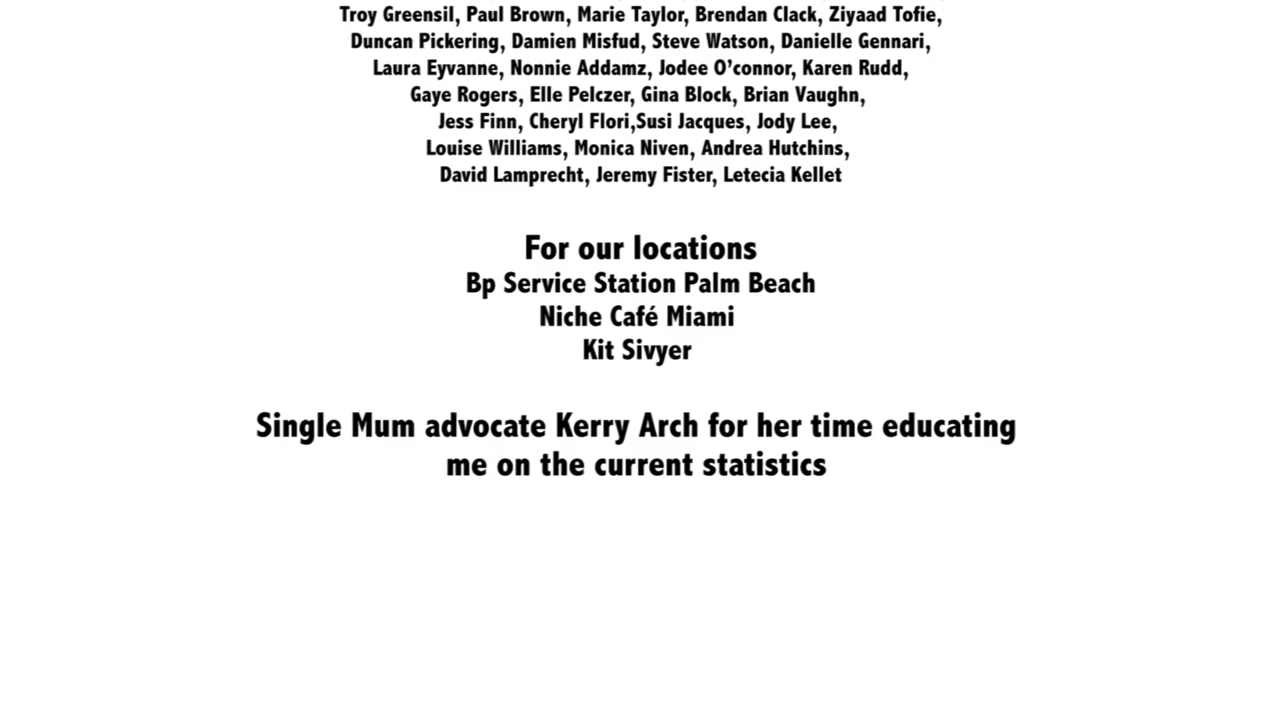 Troy Greensil, Paul Brown, Marie Taylor, Brendan Clack, Ziyaad Tofie,
Duncan Pickering, Damien Misfud, Steve Watson, Danielle Gennari,
Laura Eyvanne, Nonnie Addamz, Jodee O’connor, Karen Rudd,
Gaye Rogers, Elle Pelczer, Gina Block, Brian Vaughn,
Jess Finn, Cheryl Flori,Susi Jacques, Jody Lee,
Louise Williams, Monica Niven, Andrea Hutchins,
David Lamprecht, Jeremy Fister, Letecia Kellet
For our locations
Bp Service Station Palm Beach
Niche Café Miami
Kit Sivyer
Single Mum advocate Kerry Arch for her time educating
me on the current statistics